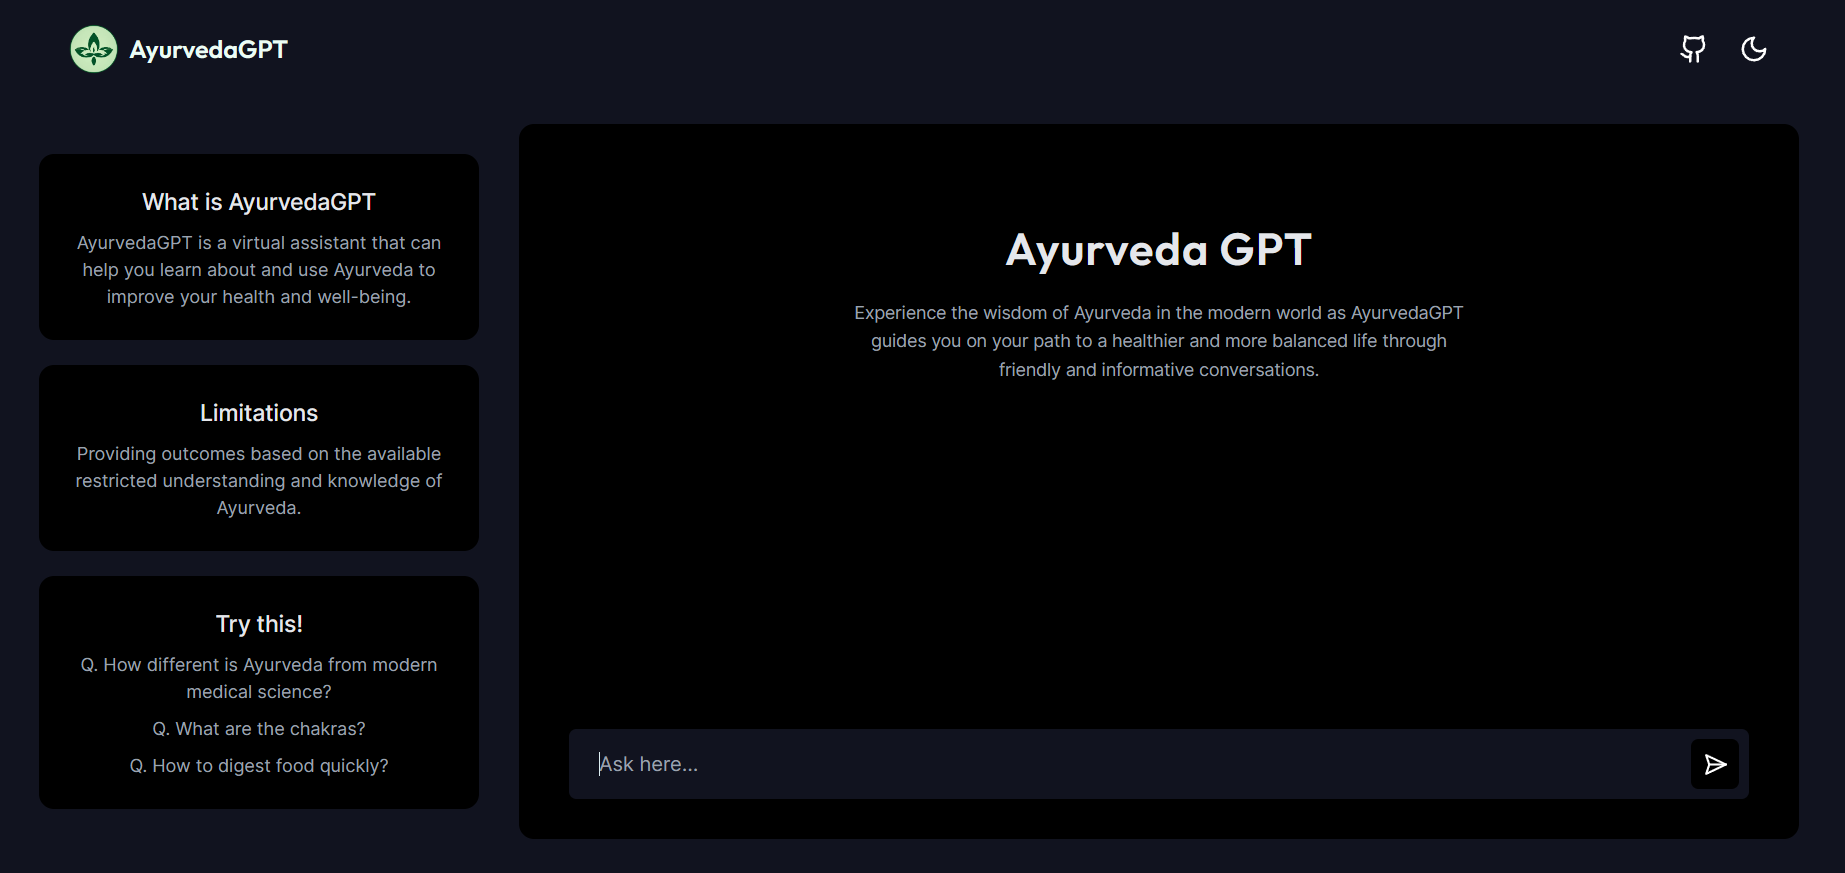 AyurvedaGPT
What is AyurvedaGPT
AyurvedaGPT is a virtual assistant that can
help you learn about and use Ayurveda to
improve your health and well-being.
Limitations
Providing outcomes based on the available
restricted understanding and knowledge of
Ayurveda.
Try this!
Q. How different is Ayurveda from modern
medical science?
Q. What are the chakras?
Q. How to digest food quickly?
Ayurveda GPT
Experience the wisdom of Ayurveda in the modern world as AyurvedaGPT
guides you on your path to a healthier and more balanced life through
friendly and informative conversations.
Ask here...